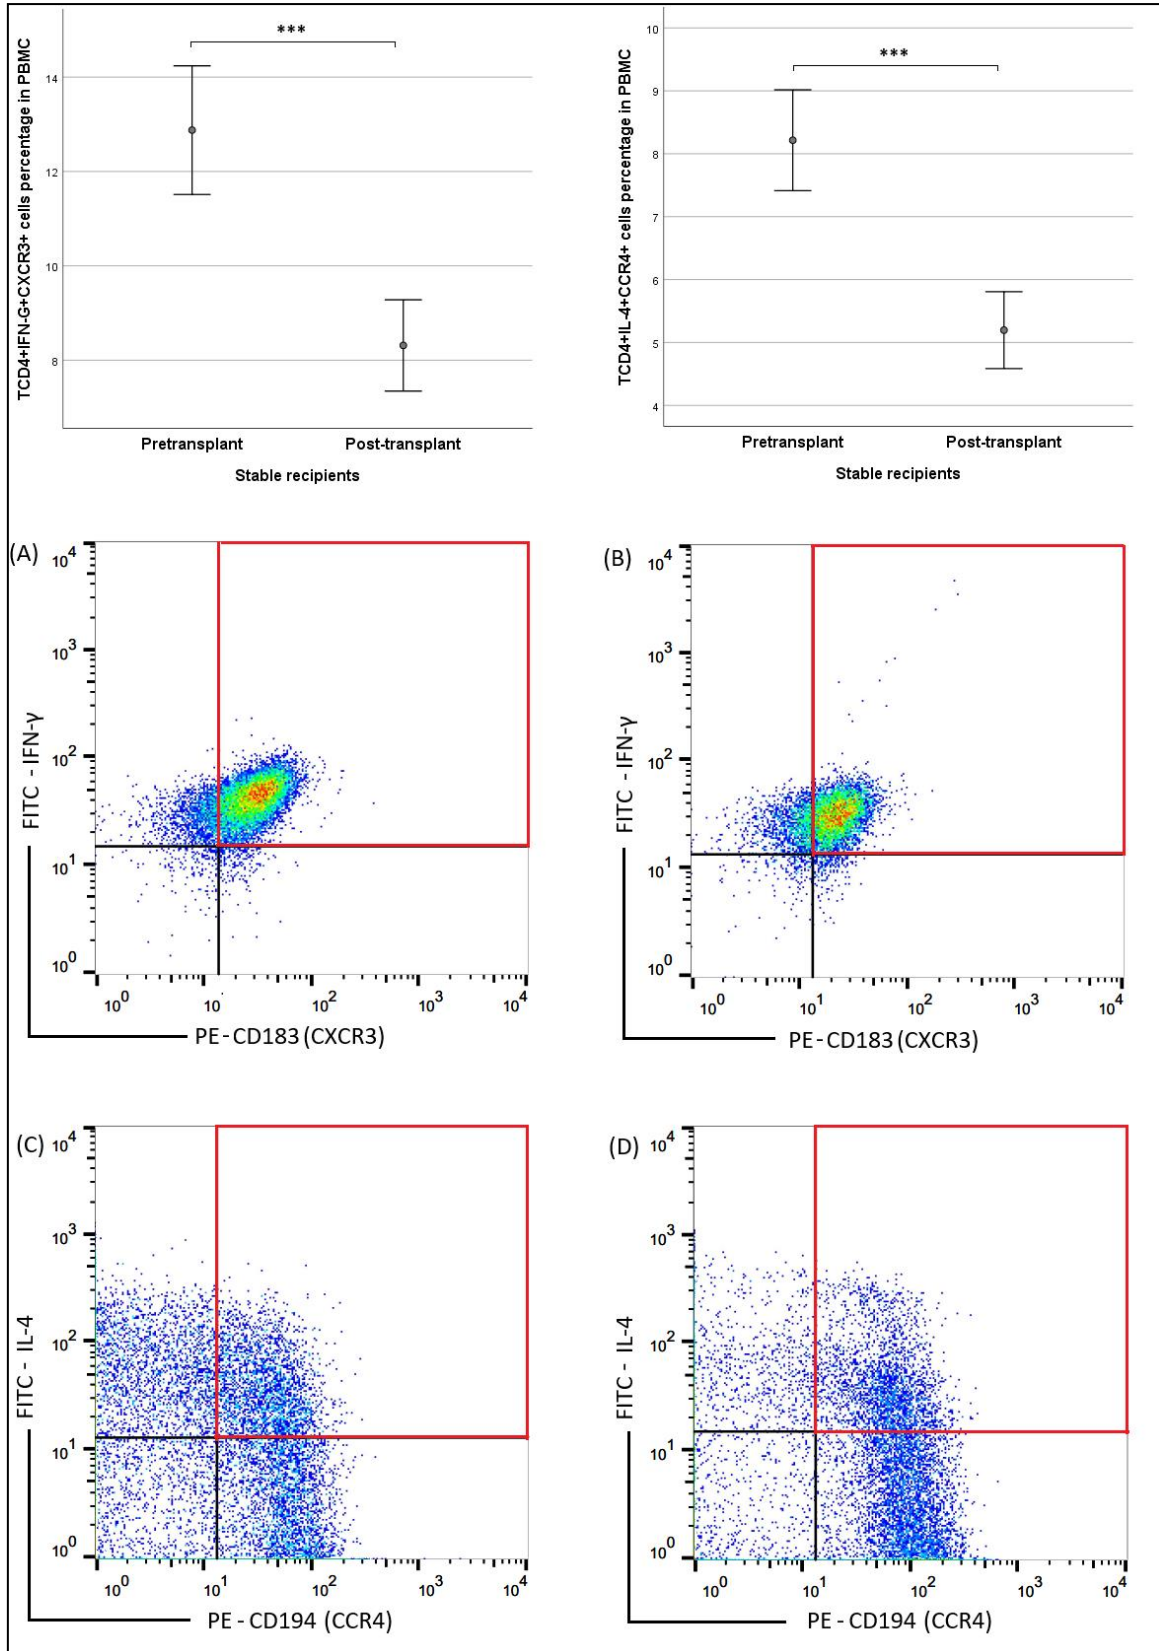 TCD4+IFN-G+CXCR3+ cells percentage in PBMC
14
12
10
8
***
Pretransplant
Post-transplant
Stable recipients
TCD4+IL-4+CCR4+ cells percentage in PBMC
10
9
8
7
6
5
4
***
Pretransplant
Post-transplant
Stable recipients
(A)
FITC - IFN-γ
10^4
10^3
10^2
10^1
10^0
10^0 10^1 10^2 10^3 10^4
PE - CD183 (CXCR3)
(B)
FITC - IFN-γ
10^4
10^3
10^2
10^1
10^0
10^0 10^1 10^2 10^3 10^4
PE - CD183 (CXCR3)
(C)
FITC - IL-4
10^4
10^3
10^2
10^1
10^0
10^0 10^1 10^2 10^3 10^4
PE - CD194 (CCR4)
(D)
FITC - IL-4
10^4
10^3
10^2
10^1
10^0
10^0 10^1 10^2 10^3 10^4
PE - CD194 (CCR4)